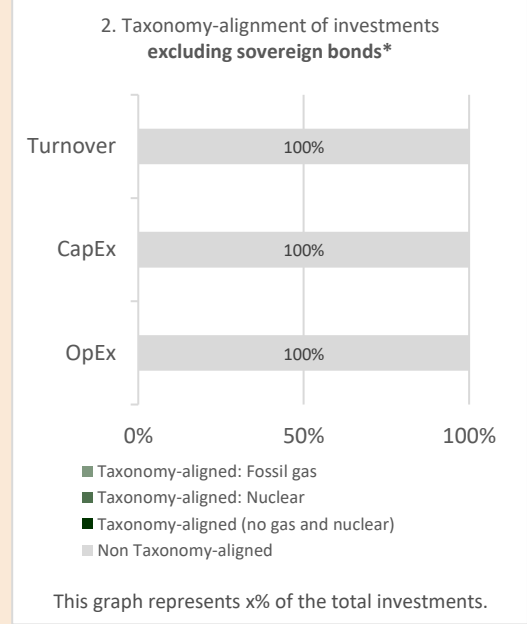 2. Taxonomy-alignment of investments
excluding sovereign bonds*
Turnover
100%
CapEx
100%
OpEx
100%
0%
50%
100%
Taxonomy-aligned: Fossil gas
Taxonomy-aligned: Nuclear
Taxonomy-aligned (no gas and nuclear)
Non Taxonomy-aligned
This graph represents x% of the total investments.